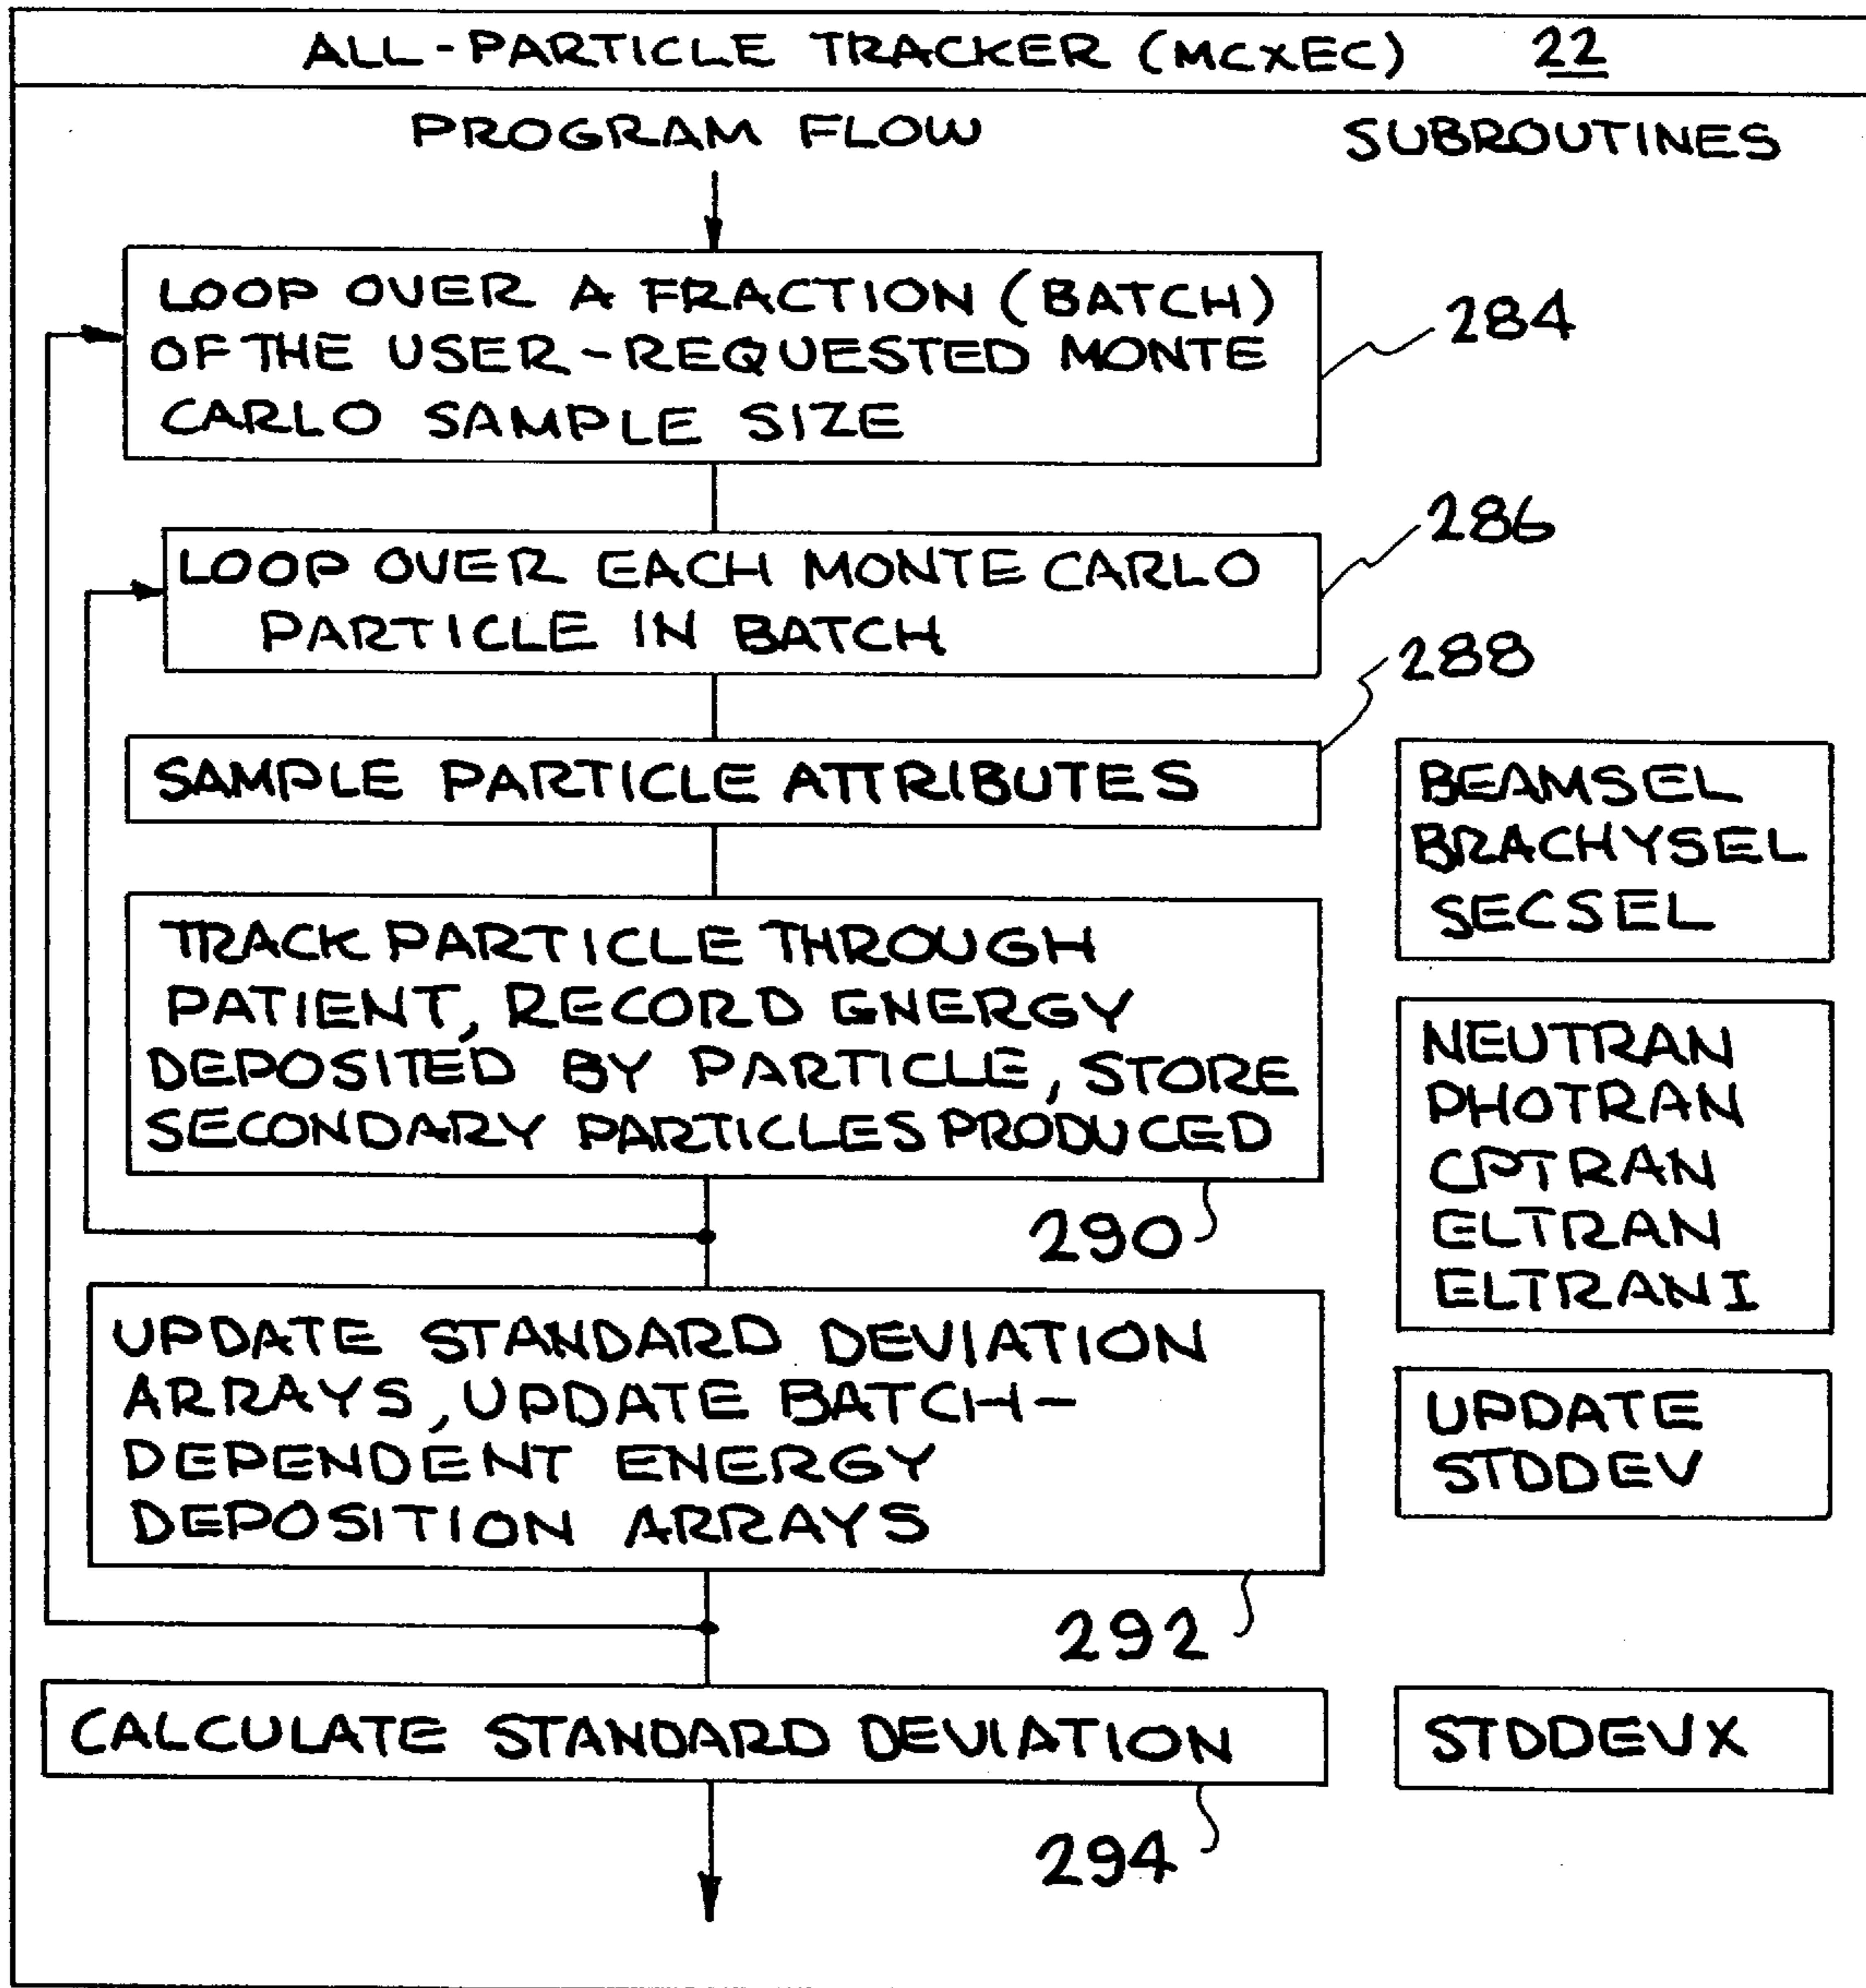 ALL-PARTICLE TRACKER (MCXEC) 22
PROGRAM FLOW
SUBROUTINES
LOOP OVER A FRACTION (BATCH)
OF THE USER-REQUESTED MONTE
CARLO SAMPLE SIZE
284
LOOP OVER EACH MONTE CARLO
PARTICLE IN BATCH
286
SAMPLE PARTICLE ATTRIBUTES
288
BEAMSEL
BRACHYSEL
SECSEL
TRACK PARTICLE THROUGH
PATIENT, RECORD ENERGY
DEPOSITED BY PARTICLE, STORE
SECONDARY PARTICLES PRODUCED
290
NEUTRAN
PHOTRAN
CPTRAN
ELTRAN
ELTRANI
UPDATE STANDARD DEVIATION
ARRAYS, UPDATE BATCH-
DEPENDENT ENERGY
DEPOSITION ARRAYS
292
UPDATE
STDDEV
CALCULATE STANDARD DEVIATION
294
STDDEVX